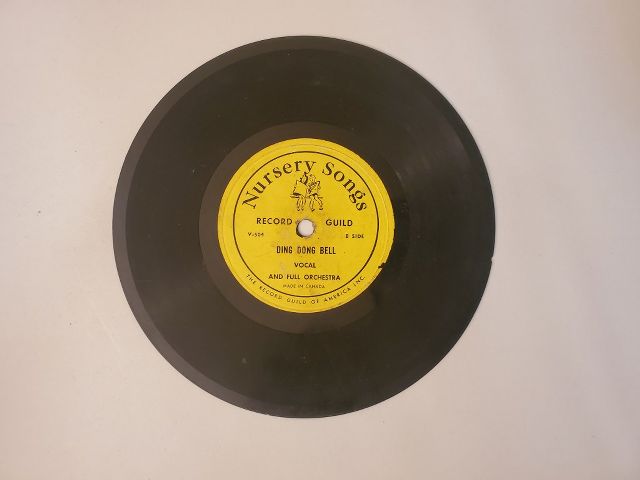 Nursery Songs
RECORD GUILD
V-504 B SIDE
DING DONG BELL
VOCAL
AND FULL ORCHESTRA
MADE IN CANADA
THE RECORD GUILD OF AMERICA INC.